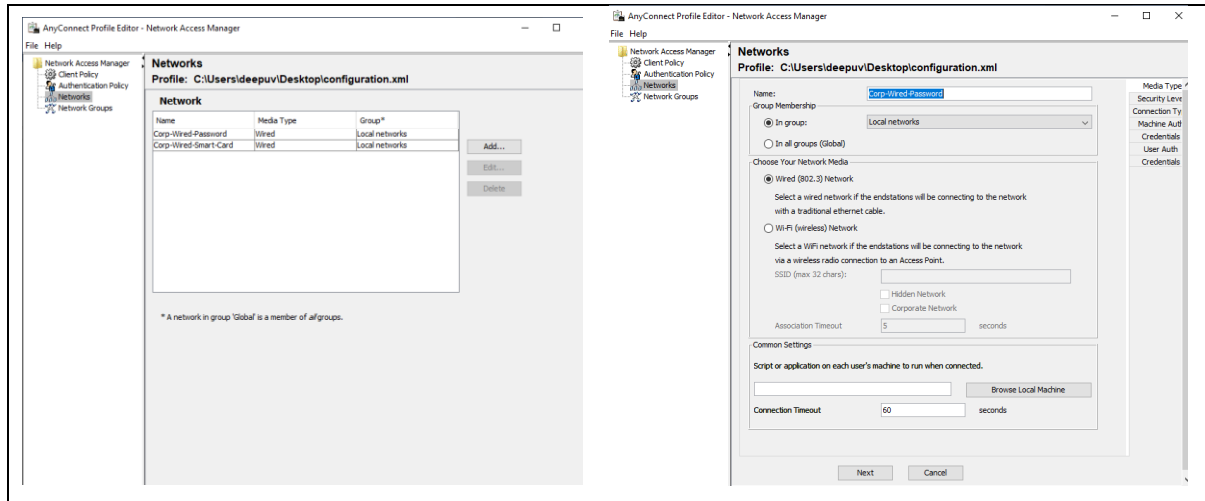 AnyConnect Profile Editor - Network Access Manager
File Help
Network Access Manager
Client Policy
Authentication Policy
Networks
Network Groups
Networks
Profile: C:\Users\deepuv\Desktop\configuration.xml
Network
Name Media Type Group*
Corp-Wired-Password Wired Local networks
Corp-Wired-Smart-Card Wired Local networks
Add...
Edit...
Delete
* A network in group 'Global' is a member of all groups.
AnyConnect Profile Editor - Network Access Manager
File Help
Network Access Manager
Client Policy
Authentication Policy
Networks
Network Groups
Networks
Profile: C:\Users\deepuv\Desktop\configuration.xml
Name: Corp-Wired-Password
Group Membership
In group: Local networks
In all groups (Global)
Choose Your Network Media
Wired (802.3) Network
Select a wired network if the endstations will be connecting to the network
with a traditional ethernet cable.
Wi-Fi (wireless) Network
Select a WiFi network if the endstations will be connecting to the network
via a wireless radio connection to an Access Point.
SSID (max 32 chars):
Hidden Network
Corporate Network
Association Timeout 5 seconds
Common Settings
Script or application on each user's machine to run when connected.
Browse Local Machine
Connection Timeout 60 seconds
Next Cancel
Media Type
Security Leve
Connection Ty
Machine Auth
Credentials
User Auth
Credentials